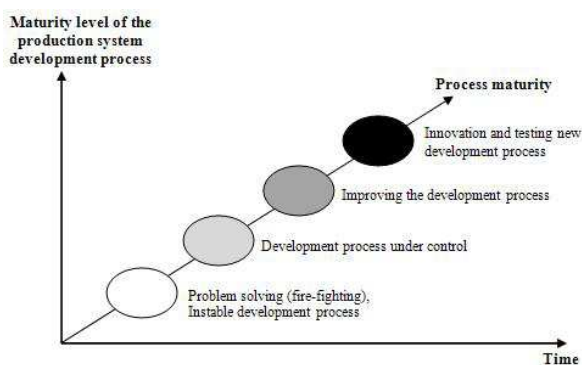 Maturity level of the
production system
development process
Process maturity
Innovation and testing new
development process
Improving the development process
Development process under control
Problem solving (fire-fighting),
Instable development process
Time